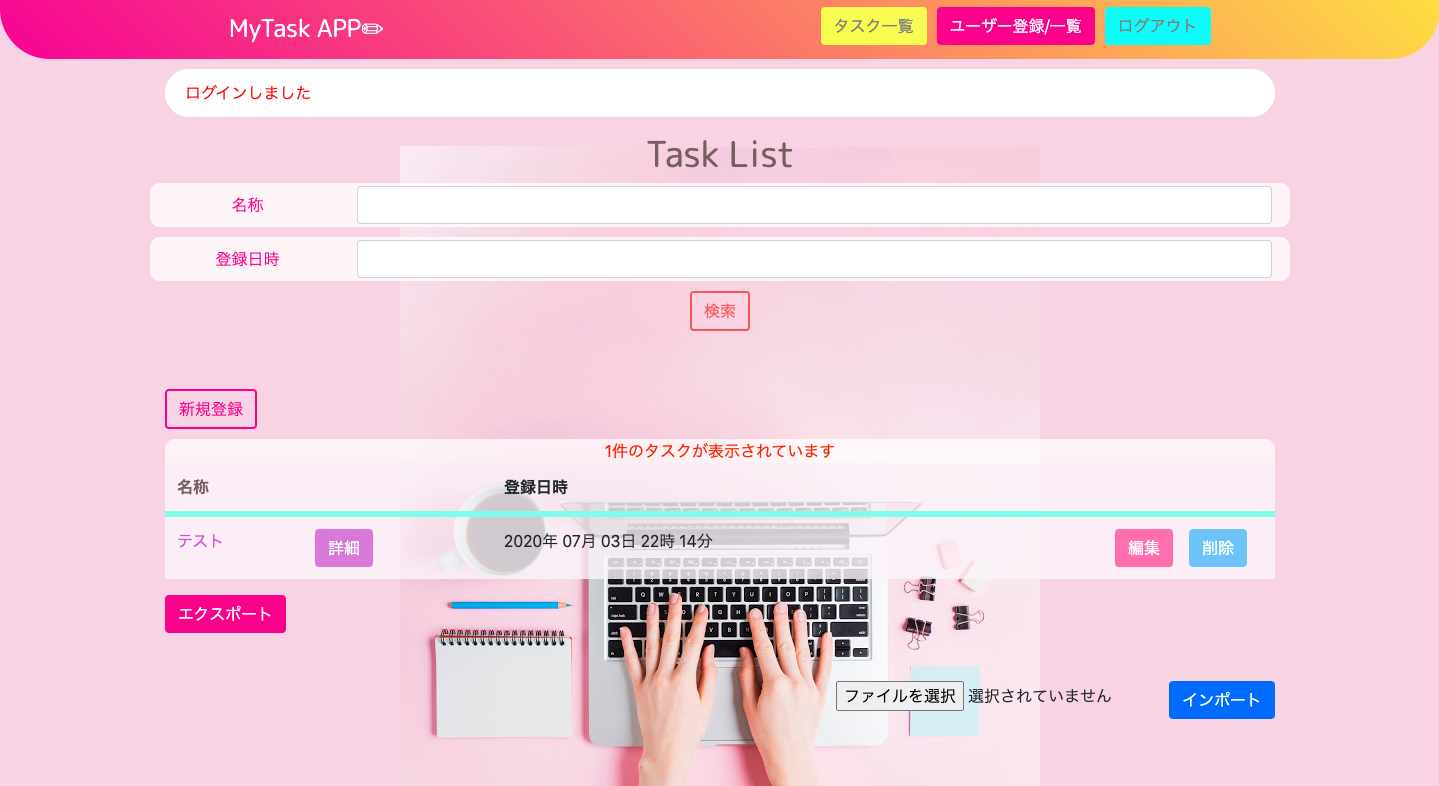 MyTask APP✏️
タスク一覧
ユーザー登録/一覧
ログアウト
ログインしました
Task List
名称
登録日時
検索
新規登録
1件のタスクが表示されています
名称 登録日時
テスト 詳細 2020年 07月 03日 22時 14分 編集 削除
エクスポート
ファイルを選択 選択されていません インポート